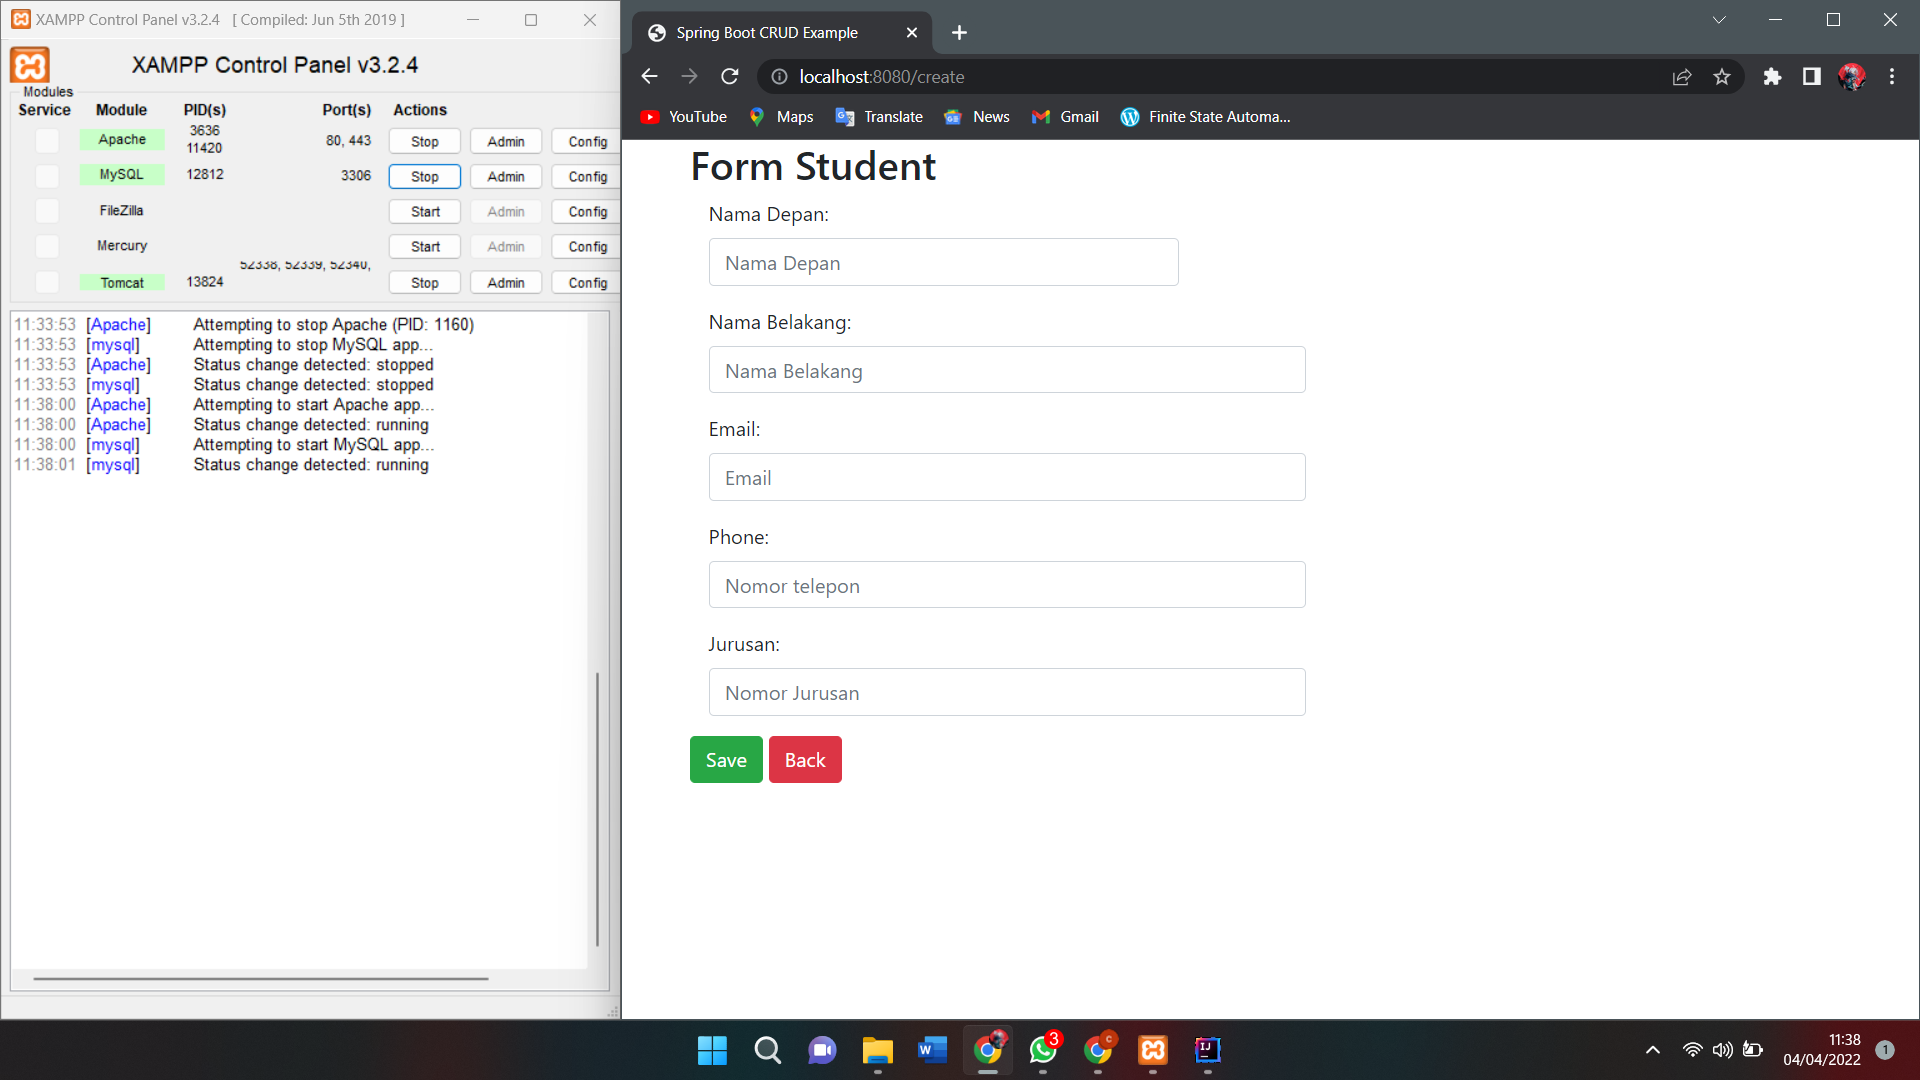 XAMPP Control Panel v3.2.4 [ Compiled: Jun 5th 2019 ]
XAMPP Control Panel v3.2.4
Modules
Service Module PID(s) Port(s) Actions
Apache 3636 11420 80, 443 Stop Admin Config
MySQL 12812 3306 Stop Admin Config
FileZilla Start Admin Config
Mercury Start Admin Config
52338, 52339, 52340,
Tomcat 13824 Stop Admin Config
11:33:53 [Apache] Attempting to stop Apache (PID: 1160)
11:33:53 [mysql] Attempting to stop MySQL app...
11:33:53 [Apache] Status change detected: stopped
11:33:53 [mysql] Status change detected: stopped
11:38:00 [Apache] Attempting to start Apache app...
11:38:00 [Apache] Status change detected: running
11:38:00 [mysql] Attempting to start MySQL app...
11:38:01 [mysql] Status change detected: running
Spring Boot CRUD Example
localhost:8080/create
YouTube Maps Translate News Gmail Finite State Automa...
Form Student
Nama Depan:
Nama Depan
Nama Belakang:
Nama Belakang
Email:
Email
Phone:
Nomor telepon
Jurusan:
Nomor Jurusan
Save Back
3
11:38
04/04/2022
1